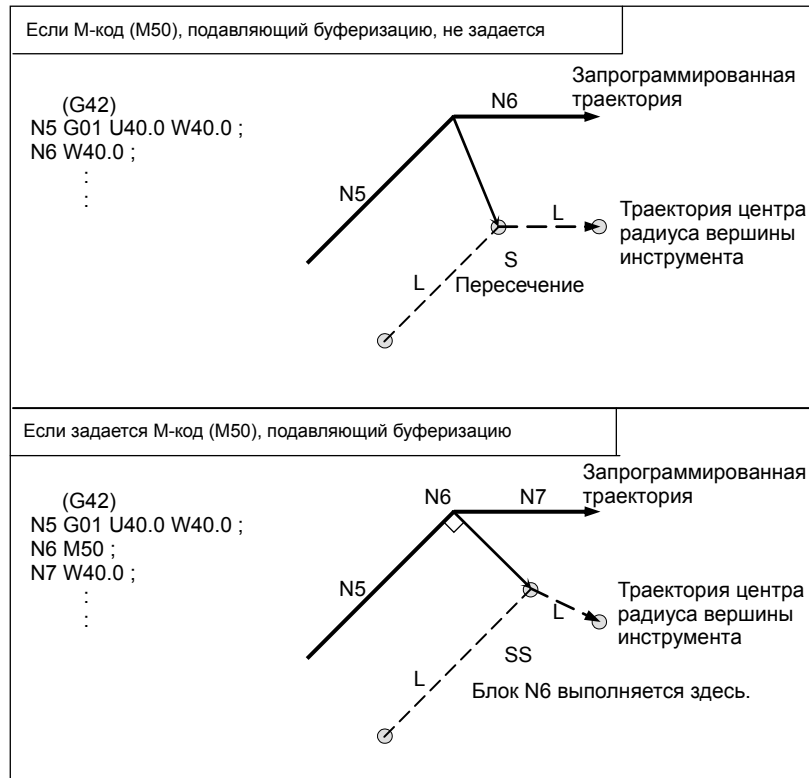 Если М-код (M50), подавляющий буферизацию, не задается
(G42)
N5 G01 U40.0 W40.0 ;
N6 W40.0 ;
:
:
N6
Запрограммированная
траектория
N5
L
Траектория центра
радиуса вершины
инструмента
S
L
Пересечение
Если задается М-код (M50), подавляющий буферизацию
(G42)
N5 G01 U40.0 W40.0 ;
N6 M50 ;
N7 W40.0 ;
:
:
N6
N7
Запрограммированная
траектория
N5
L
Траектория центра
радиуса вершины
инструмента
SS
L
Блок N6 выполняется здесь.